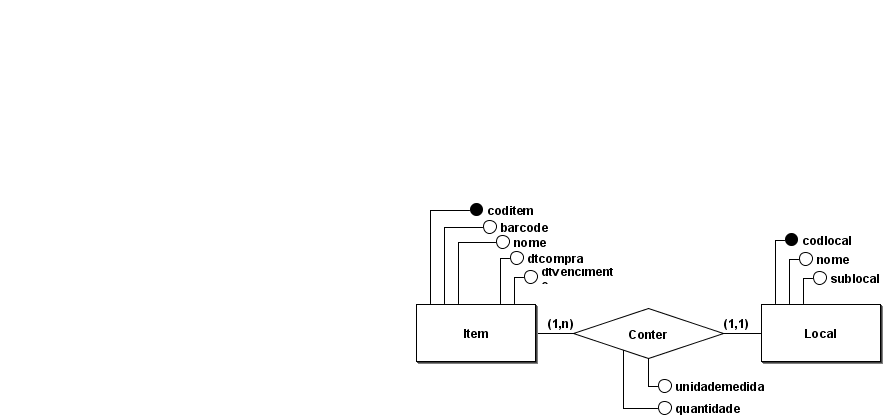 coditem
barcode
nome
dtcompra
dtvenciment
o
codlocal
nome
sublocal
Item
(1,n)
Conter
(1,1)
Local
unidademedida
quantidade